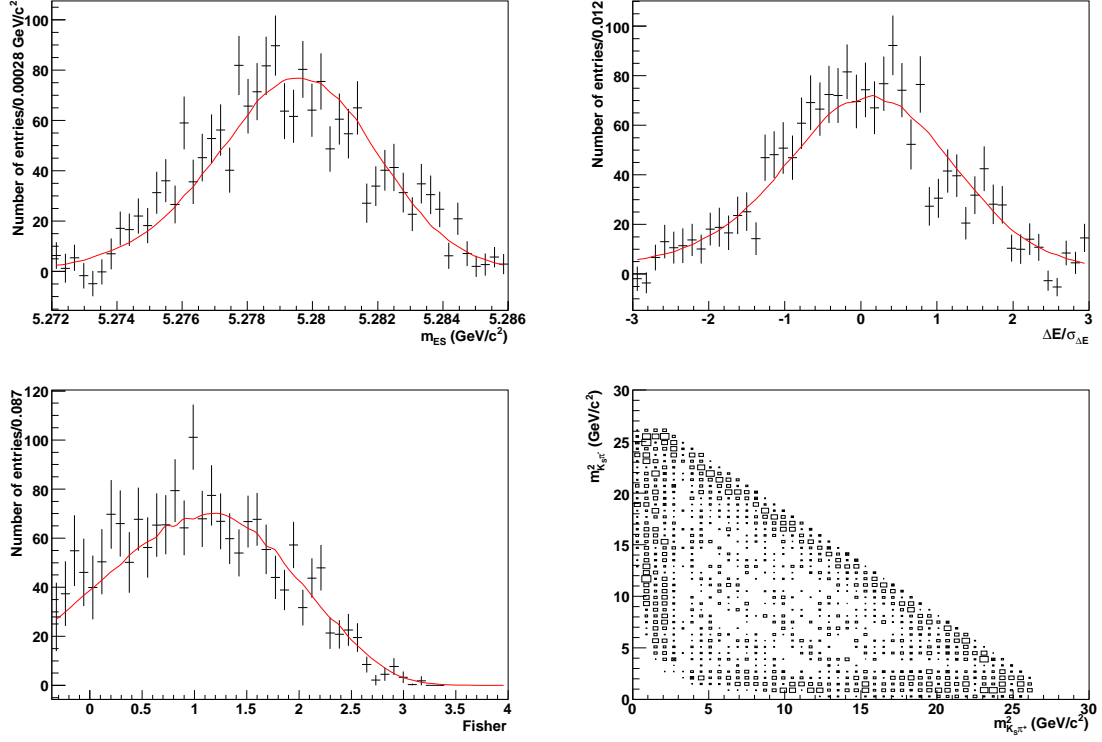 Number of entries/0.00028 GeV/c²
100
80
60
40
20
0
5.272 5.274 5.276 5.278 5.28 5.282 5.284 5.286
m_ES (GeV/c²)
Number of entries/0.012
100
80
60
40
20
0
-3 -2 -1 0 1 2 3
ΔE/σ_ΔE
Number of entries/0.087
120
100
80
60
40
20
0
0 0.5 1 1.5 2 2.5 3 3.5 4
Fisher
m²_K_Sπ⁻ (GeV/c²)
30
25
20
15
10
5
0
0 5 10 15 20 25 30
m²_K_Sπ⁺ (GeV/c²)